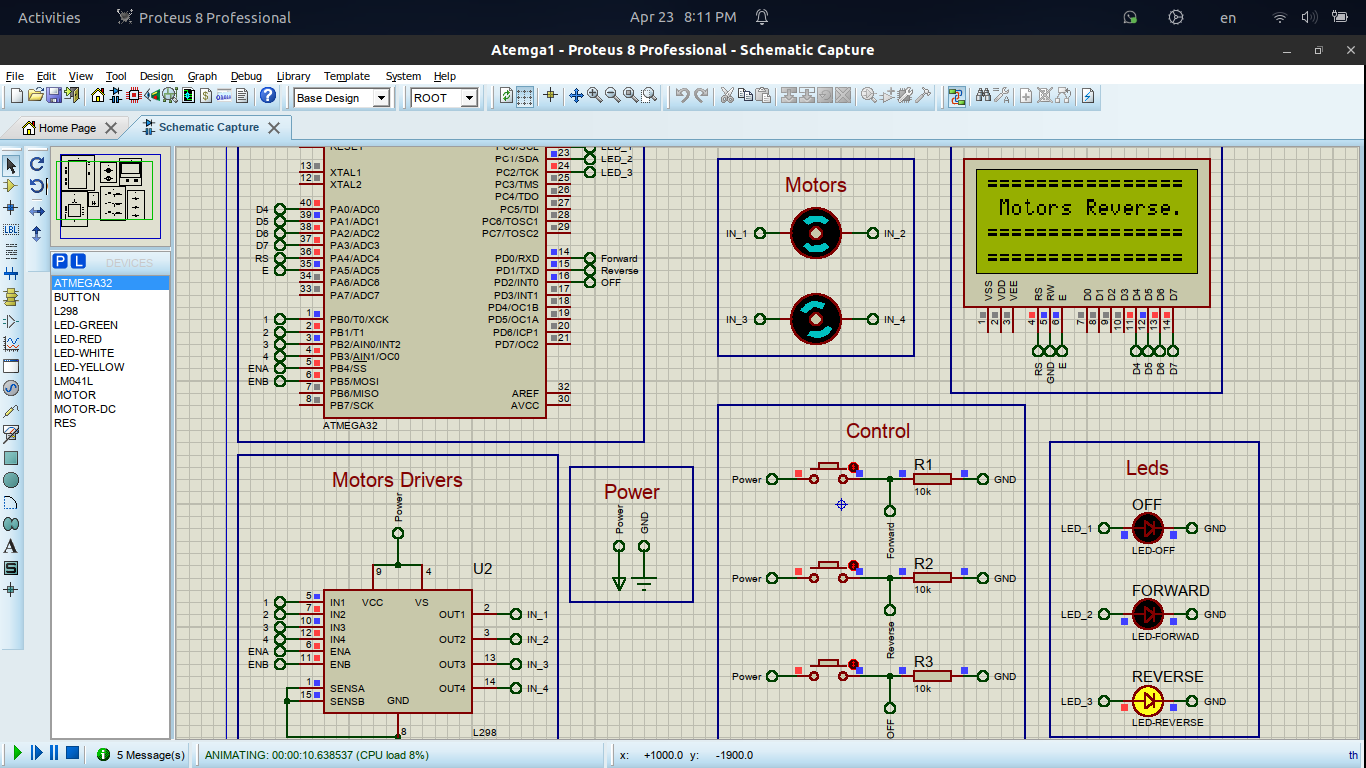 Activities Proteus 8 Professional Apr 23 8:11 PM en
Atemga1 - Proteus 8 Professional - Schematic Capture
File Edit View Tool Design Graph Debug Library Template System Help
Base Design ROOT
Home Page Schematic Capture
P L DEVICES
ATMEGA32
BUTTON
L298
LED-GREEN
LED-RED
LED-WHITE
LED-YELLOW
LM041L
MOTOR
MOTOR-DC
RES
13 XTAL1
12 XTAL2
D4 40 PA0/ADC0
D5 39 PA1/ADC1
D6 38 PA2/ADC2
D7 37 PA3/ADC3
RS 36 PA4/ADC4
E 35 PA5/ADC5
34 PA6/ADC6
33 PA7/ADC7
1 1 PB0/T0/XCK
2 2 PB1/T1
3 3 PB2/AIN0/INT2
4 4 PB3/AIN1/OC0
ENA 5 PB4/SS
ENB 6 PB5/MOSI
7 PB6/MISO
8 PB7/SCK
PC1/SDA 23 LED_2
PC2/TCK 24 LED_3
PC3/TMS 25
PC4/TDO 26
PC5/TDI 27
PC6/TOSC1 28
PC7/TOSC2 29
PD0/RXD 14 Forward
PD1/TXD 15 Reverse
PD2/INT0 16 OFF
PD3/INT1 17
PD4/OC1B 18
PD5/OC1A 19
PD6/ICP1 20
PD7/OC2 21
AREF 32
AVCC 30
ATMEGA32
Motors
IN_1 IN_2
IN_3 IN_4
================
Motors Reverse.
================
================
VSS VDD VEE RS RW E D0 D1 D2 D3 D4 D5 D6 D7
1 2 3 4 5 6 7 8 9 10 11 12 13 14
RS GND E D4 D5 D6 D7
Motors Drivers
Power
9 4 U2
VCC VS
1 5 IN1
2 7 IN2
3 10 IN3
4 12 IN4
ENA 6 ENA
ENB 11 ENB
1 SENSA
15 SENSB
OUT1 2 IN_1
OUT2 3 IN_2
OUT3 13 IN_3
OUT4 14 IN_4
GND
8
L298
Power
Power GND
Control
Power R1 GND
10k
Forward
Power R2 GND
10k
Reverse
Power R3 GND
10k
OFF
Leds
OFF
LED_1 GND
LED-OFF
FORWARD
LED_2 GND
LED-FORWAD
REVERSE
LED_3 GND
LED-REVERSE
5 Message(s) ANIMATING: 00:00:10.638537 (CPU load 8%) x: +1000.0 y: -1900.0 th